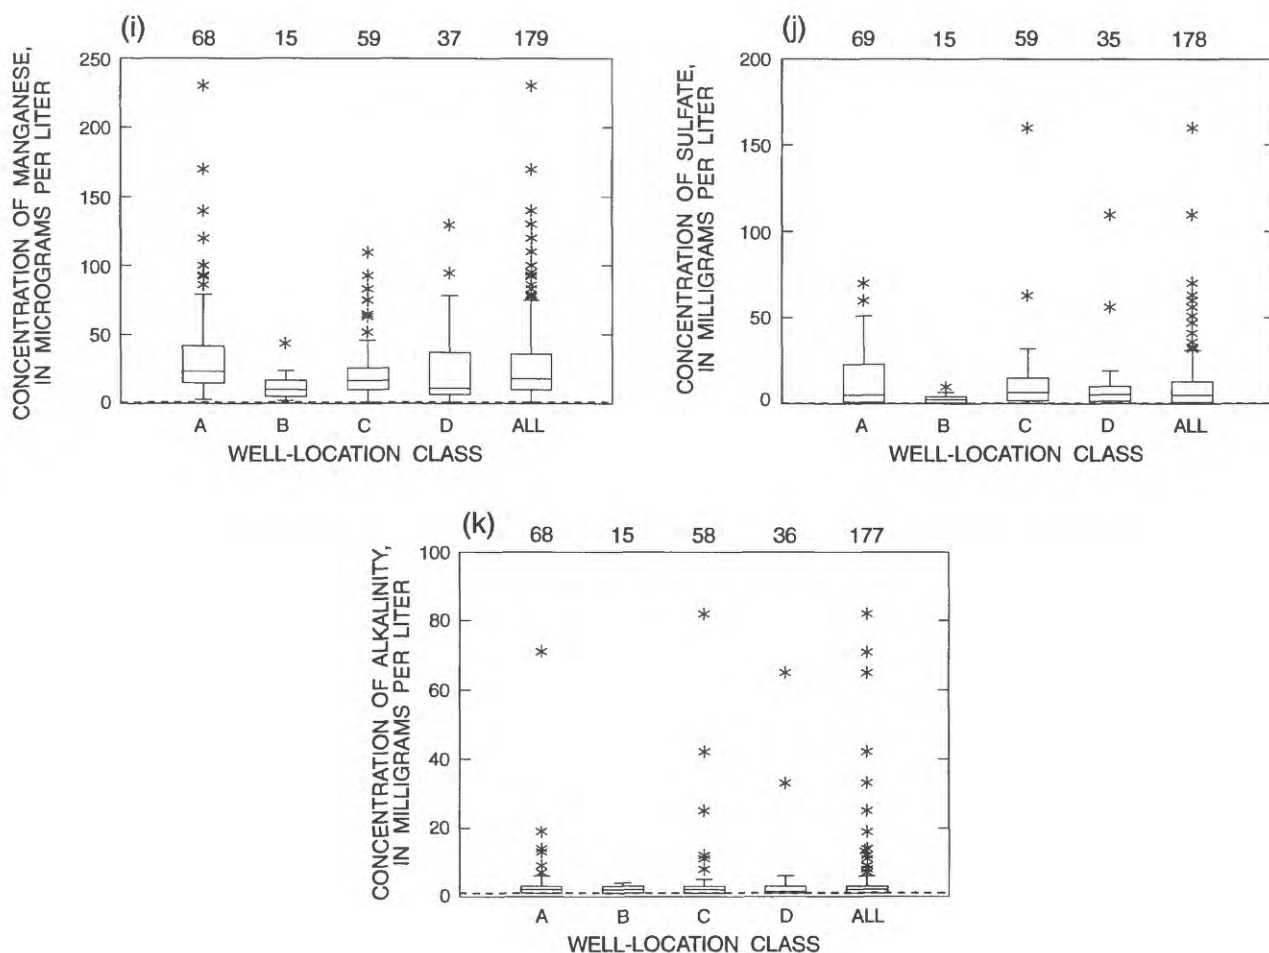 (i)
68 15 59 37 179
CONCENTRATION OF MANGANESE,
IN MICROGRAMS PER LITER
250
200
150
100
50
0
A B C D ALL
WELL-LOCATION CLASS
(j)
69 15 59 35 178
CONCENTRATION OF SULFATE,
IN MILLIGRAMS PER LITER
200
150
100
50
0
A B C D ALL
WELL-LOCATION CLASS
(k)
68 15 58 36 177
CONCENTRATION OF ALKALINITY,
IN MILLIGRAMS PER LITER
100
80
60
40
20
0
A B C D ALL
WELL-LOCATION CLASS